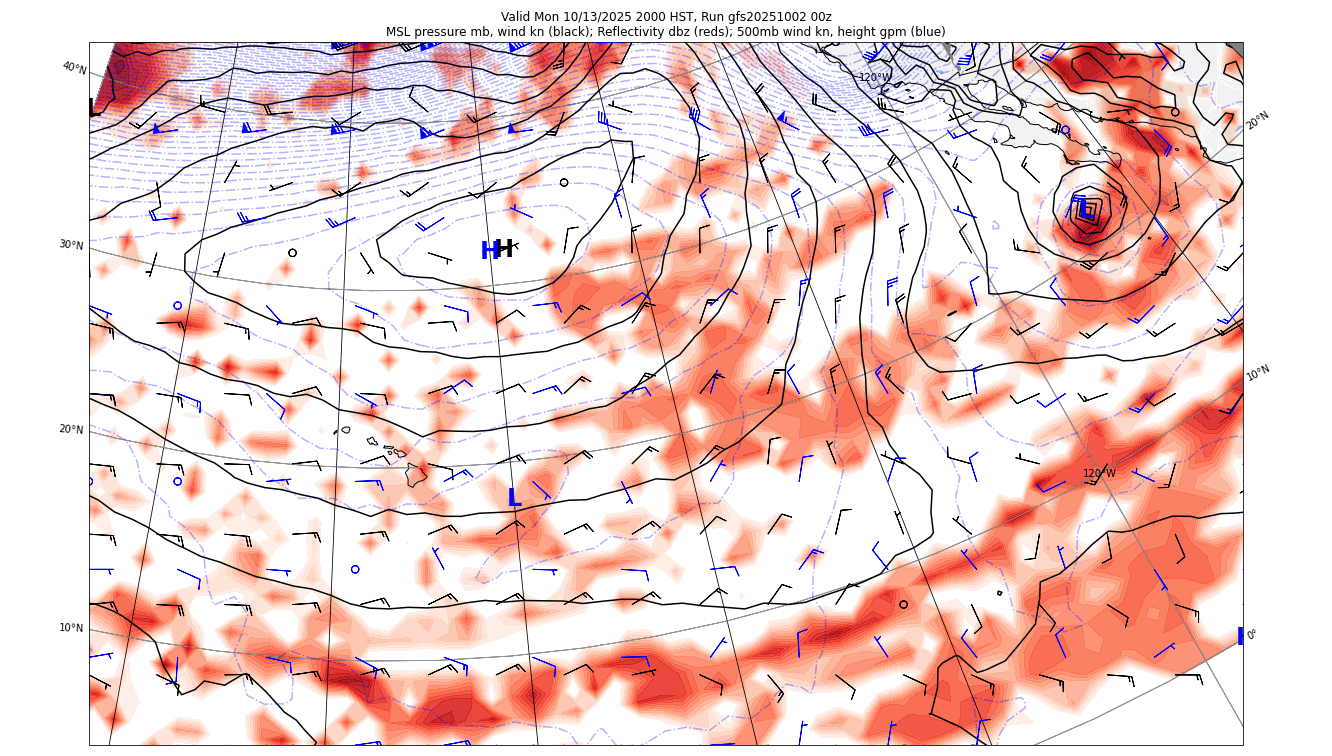 Valid Mon 10/13/2025 2000 HST, Run gfs20251002 00z
MSL pressure mb, wind kn (black); Reflectivity dbz (reds); 500mb wind kn, height gpm (blue)
40°N
120°W
20°N
L
L
30°N
H H
10°N
20°N
120°W
L
10°N
0°